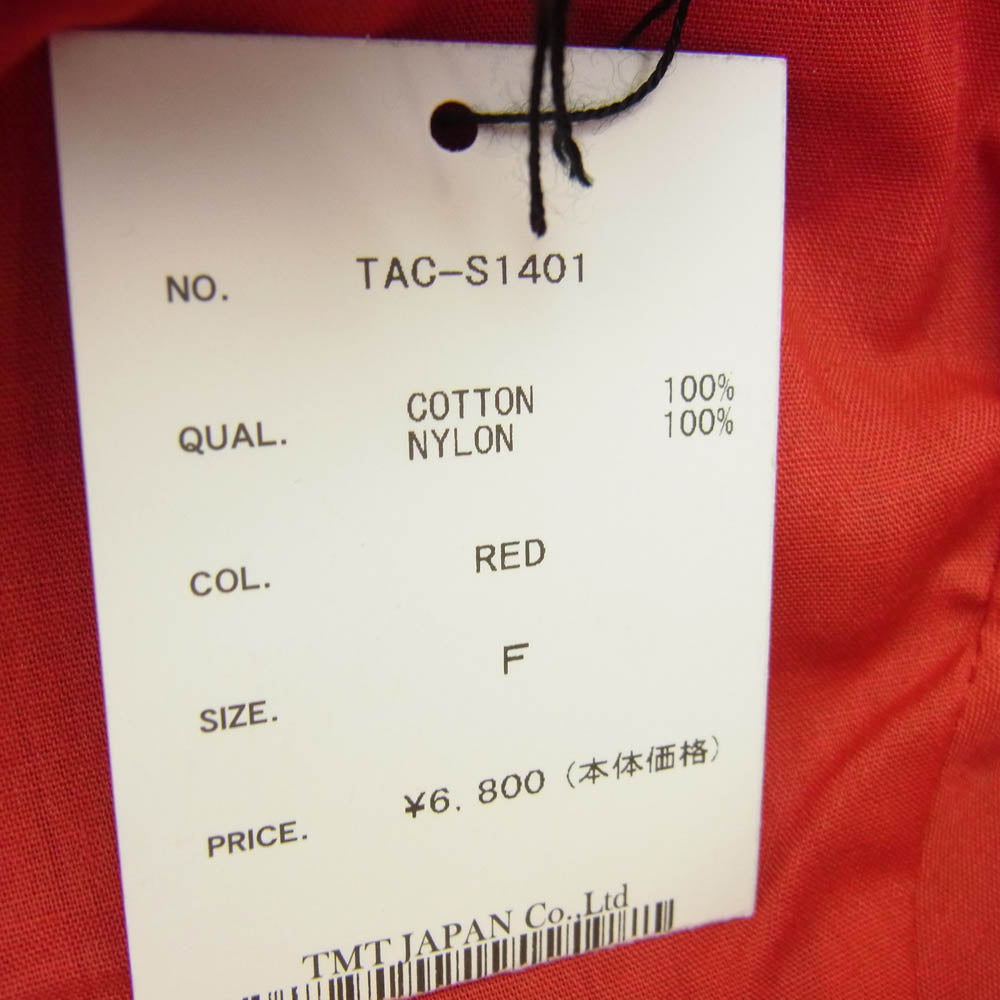 NO. TAC-S1401
QUAL. COTTON 100%
NYLON 100%
COL. RED
SIZE. F
PRICE. ¥6.800 (本体価格)
TMT JAPAN Co.,Ltd